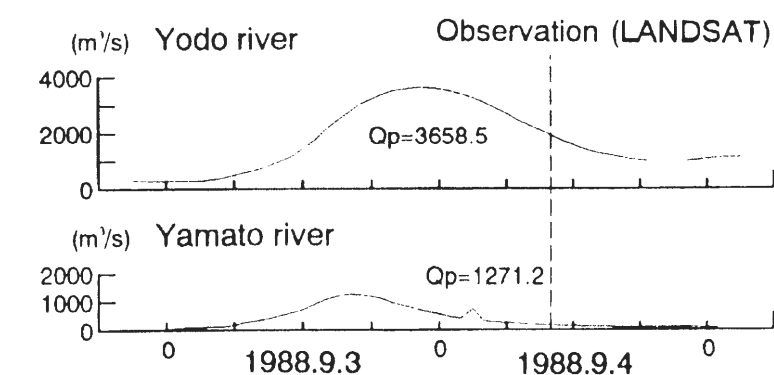 (m³/s) Yodo river Observation (LANDSAT)
4000
2000
Qp=3658.5
0
(m³/s) Yamato river
2000
Qp=1271.2
1000
0
0 1988.9.3 0 1988.9.4 0